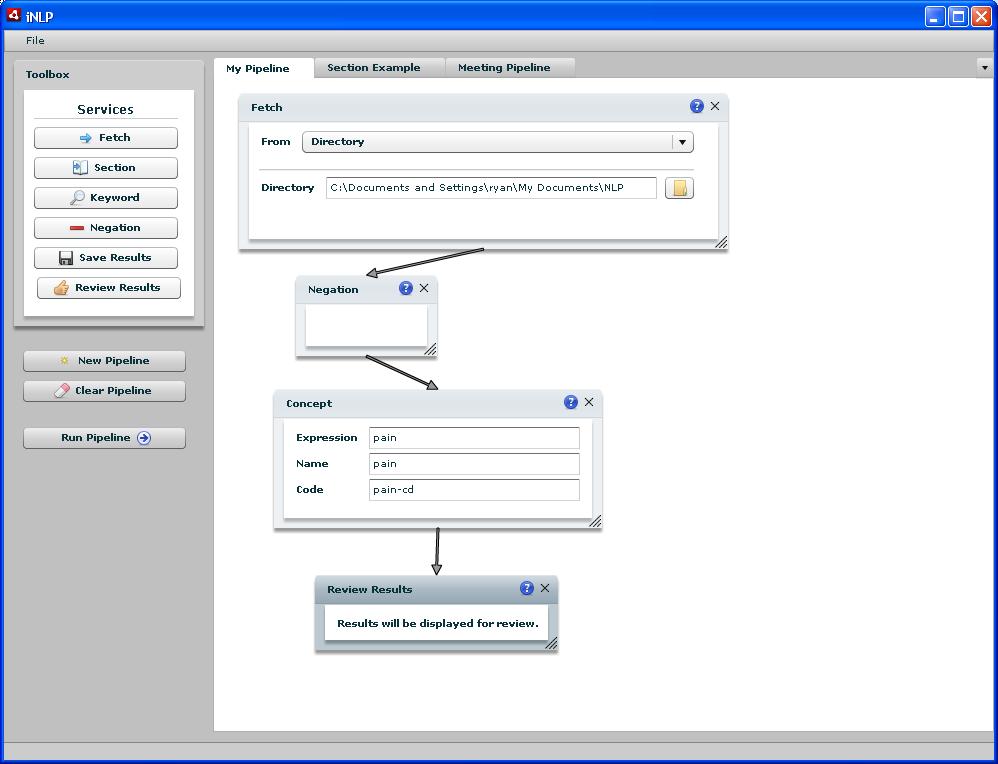 iNLP
File
Toolbox
Services
Fetch
Section
Keyword
Negation
Save Results
Review Results
New Pipeline
Clear Pipeline
Run Pipeline
My Pipeline Section Example Meeting Pipeline
Fetch ?
From Directory
Directory C:\Documents and Settings\ryan\My Documents\NLP
Negation ?
Concept ?
Expression pain
Name pain
Code pain-cd
Review Results ?
Results will be displayed for review.